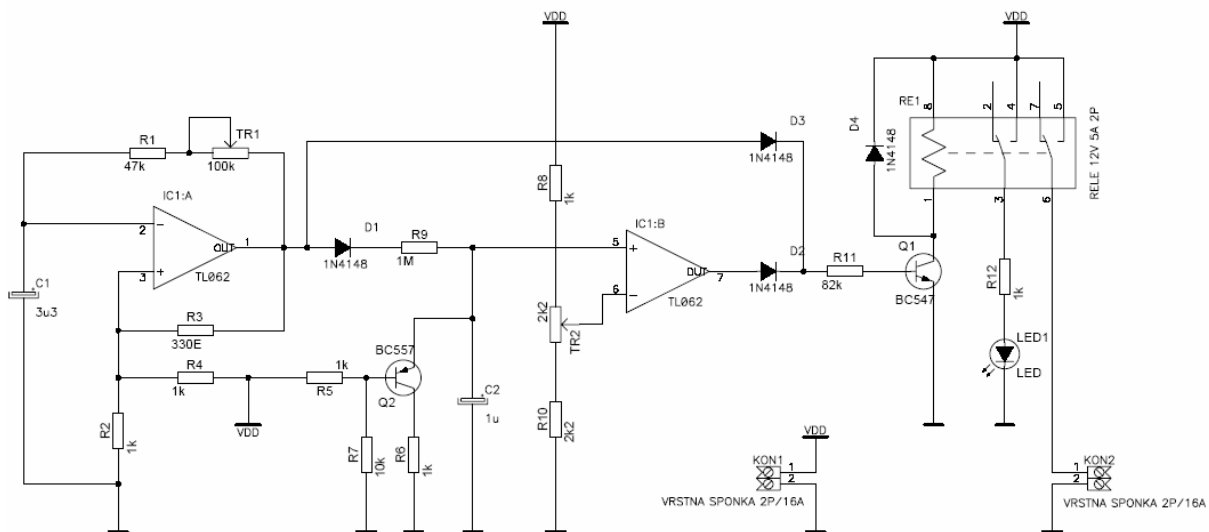 VDD
VDD
R1
47k
TR1
100k
IC1:A
2
3
OUT
1
TL062
D1
1N4148
R9
1M
R8
1k
D3
1N4148
IC1:B
5
6
OUT
7
TL062
D2
1N4148
R11
82k
Q1
BC547
D4
1N4148
RE1
8
2
4
7
5
1
3
6
RELE 12V 5A 2P
R12
1k
LED1
LED
C1
3u3
R3
330E
R4
1k
R2
1k
VDD
1k
R5
BC557
Q2
R7
10k
R6
1k
C2
1u
2k2
TR2
R10
2k2
VDD
KON1
1
2
VRSTNA SPONKA 2P/16A
KON2
1
2
VRSTNA SPONKA 2P/16A